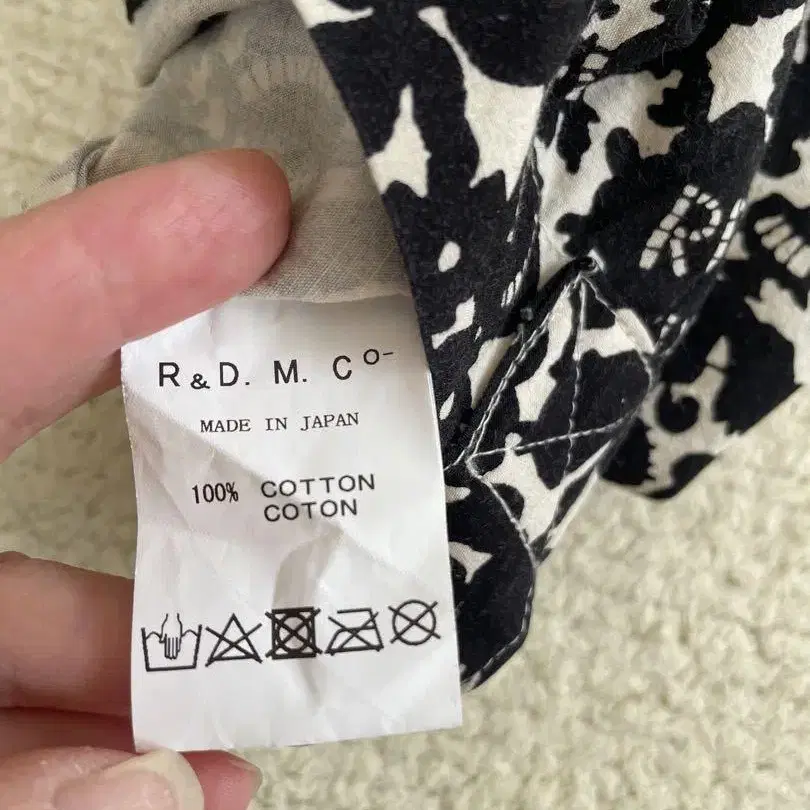 R & D. M. Co-
MADE IN JAPAN
100% COTTON
COTON